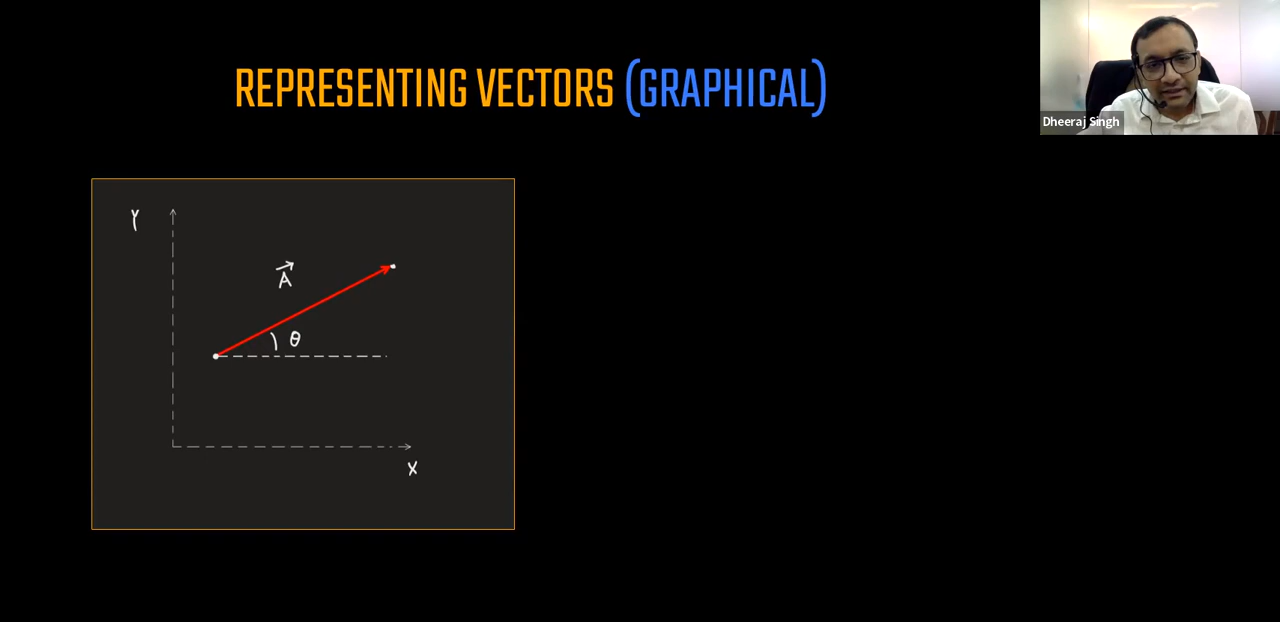 REPRESENTING VECTORS (GRAPHICAL)
Dheeraj Singh
Y
A
θ
X